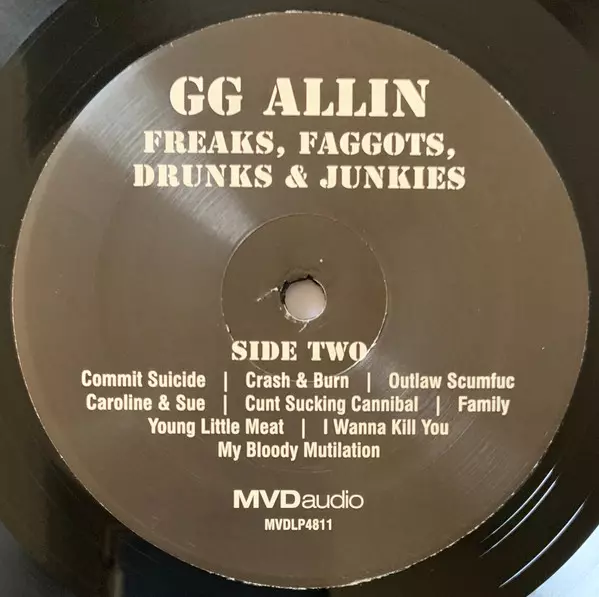 GG ALLIN
FREAKS, FAGGOTS,
DRUNKS & JUNKIES
SIDE TWO
Commit Suicide | Crash & Burn | Outlaw Scumfuc
Caroline & Sue | Cunt Sucking Cannibal | Family
Young Little Meat | I Wanna Kill You
My Bloody Mutilation
MVDaudio
MVDLP4811